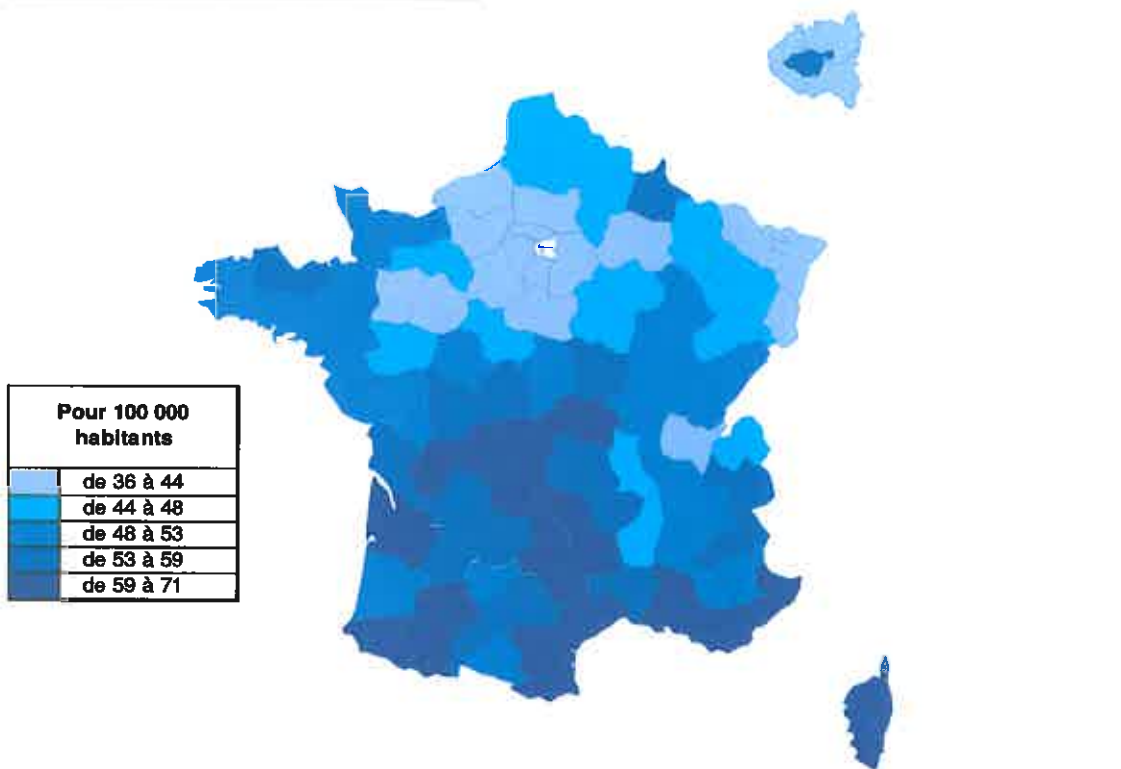 Pour 100 000
habitants
de 36 à 44
de 44 à 48
de 48 à 53
de 53 à 59
de 59 à 71